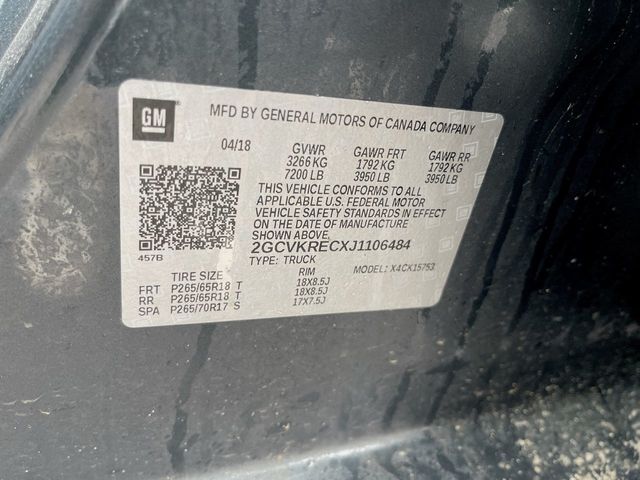 GM
MFD BY GENERAL MOTORS OF CANADA COMPANY
04/18 GVWR GAWR FRT GAWR RR
3266 KG 1792 KG 1792 KG
7200 LB 3950 LB 3950 LB
THIS VEHICLE CONFORMS TO ALL
APPLICABLE U.S. FEDERAL MOTOR
VEHICLE SAFETY STANDARDS IN EFFECT
ON THE DATE OF MANUFACTURE
SHOWN ABOVE.
457B 2GCVKRECXJ1106484
TYPE: TRUCK MODEL: X4CK15753
TIRE SIZE RIM
FRT P265/65R18 T 18X8.5J
RR P265/65R18 T 18X8.5J
SPA P265/70R17 S 17X7.5J